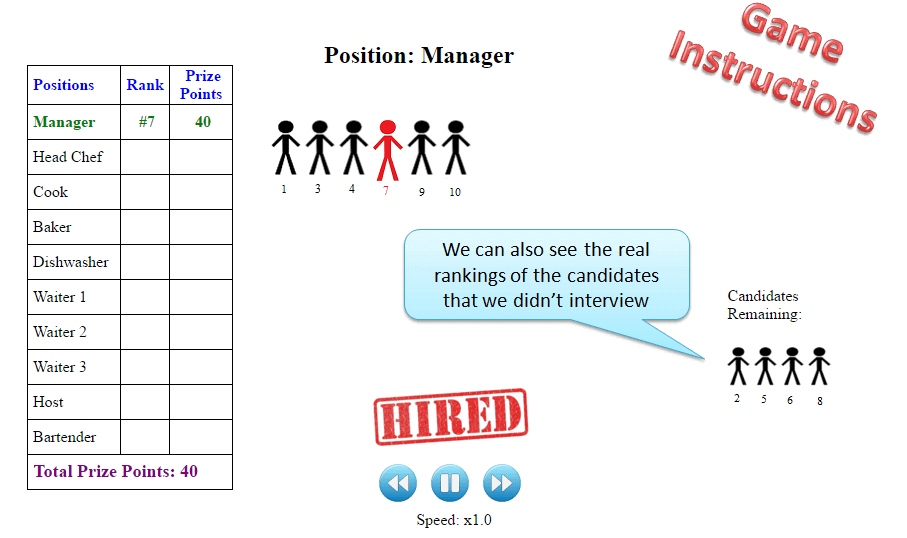 Game
Instructions
Position: Manager
Positions Rank Prize Points
Manager #7 40
Head Chef
Cook
Baker
Dishwasher
Waiter 1
Waiter 2
Waiter 3
Host
Bartender
Total Prize Points: 40
1 3 4 7 9 10
We can also see the real
rankings of the candidates
that we didn’t interview
Candidates
Remaining:
2 5 6 8
HIRED
Speed: x1.0